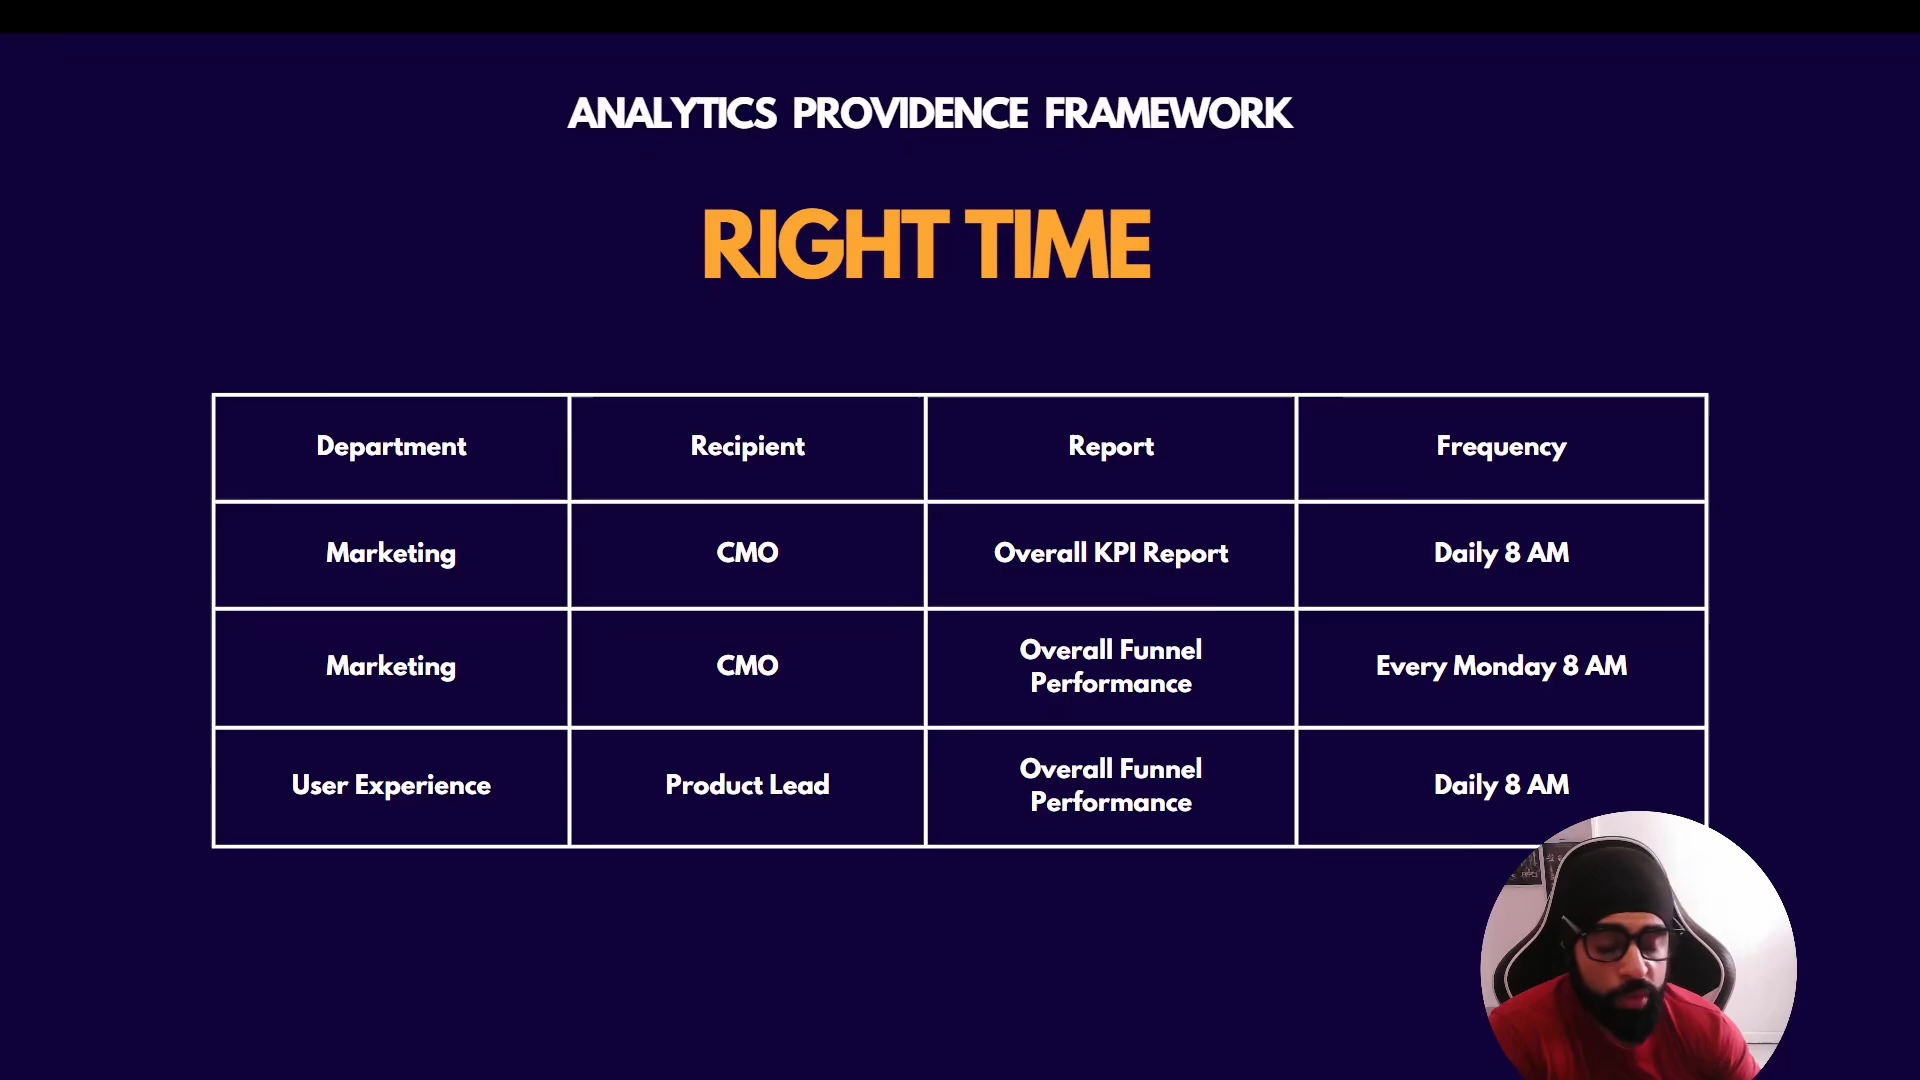 ANALYTICS PROVIDENCE FRAMEWORK
RIGHT TIME
Department Recipient Report Frequency
Marketing CMO Overall KPI Report Daily 8 AM
Marketing CMO Overall Funnel
Performance Every Monday 8 AM
User Experience Product Lead Overall Funnel
Performance Daily 8 AM